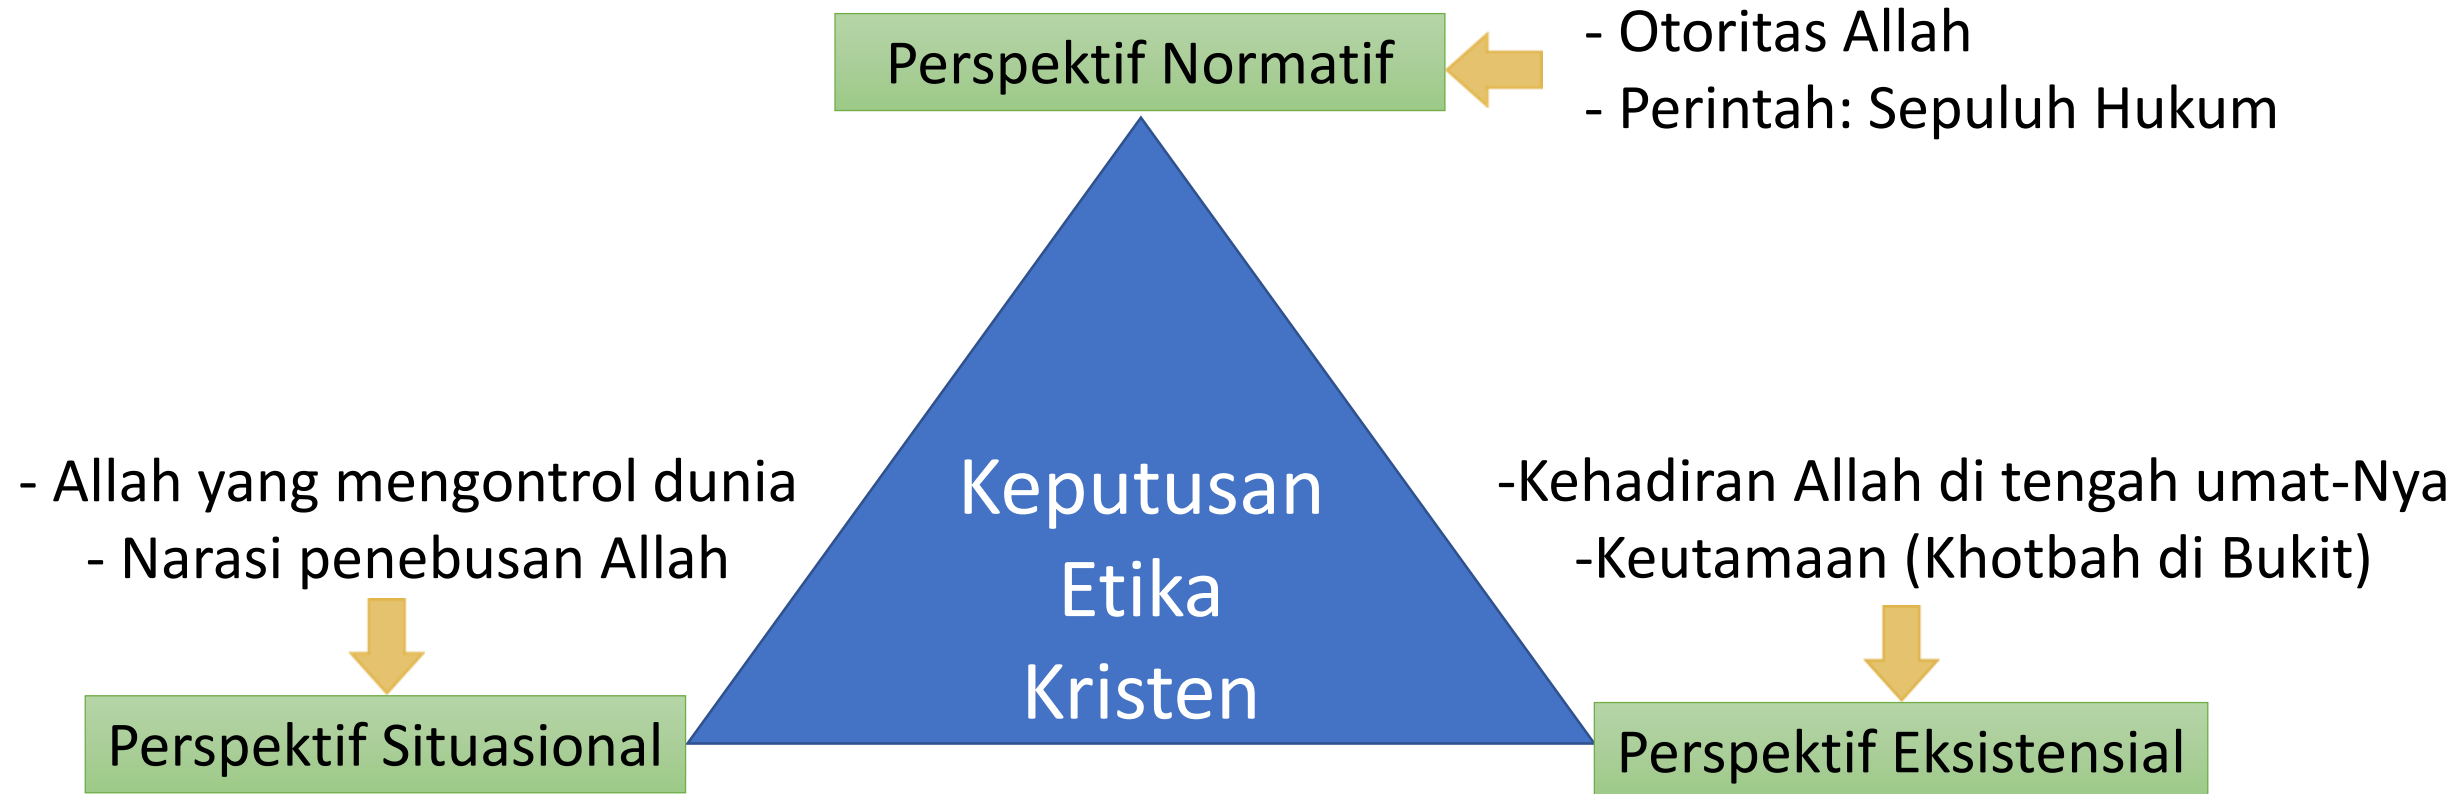 Perspektif Normatif
- Otoritas Allah
- Perintah: Sepuluh Hukum
- Allah yang mengontrol dunia
- Narasi penebusan Allah
Keputusan
Etika
Kristen
-Kehadiran Allah di tengah umat-Nya
-Keutamaan (Khotbah di Bukit)
Perspektif Situasional
Perspektif Eksistensial